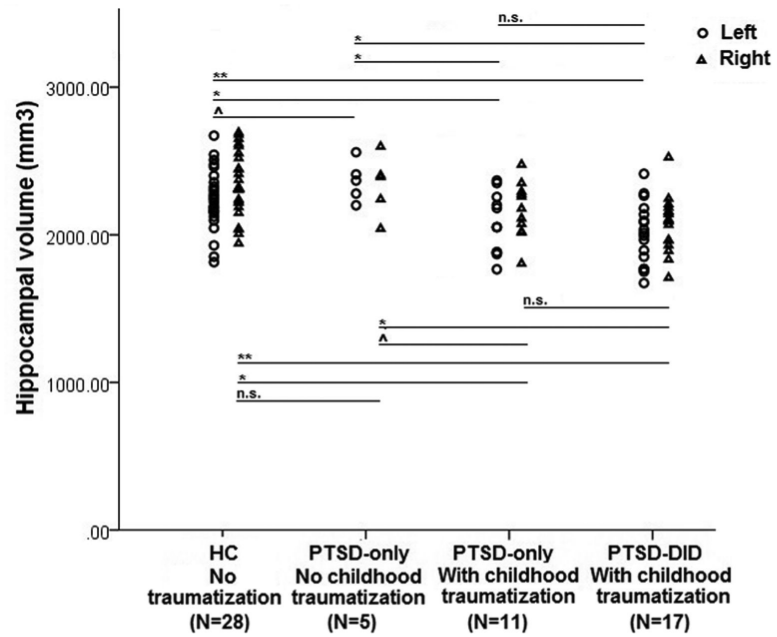 n.s.
Left
*
Right
*
**
3000.00
*
^
Hippocampal volume (mm3)
2000.00
n.s.
*
^
**
1000.00
*
n.s.
.00
HC
No
traumatization
(N=28)
PTSD-only
No childhood
traumatization
(N=5)
PTSD-only
With childhood
traumatization
(N=11)
PTSD-DID
With childhood
traumatization
(N=17)